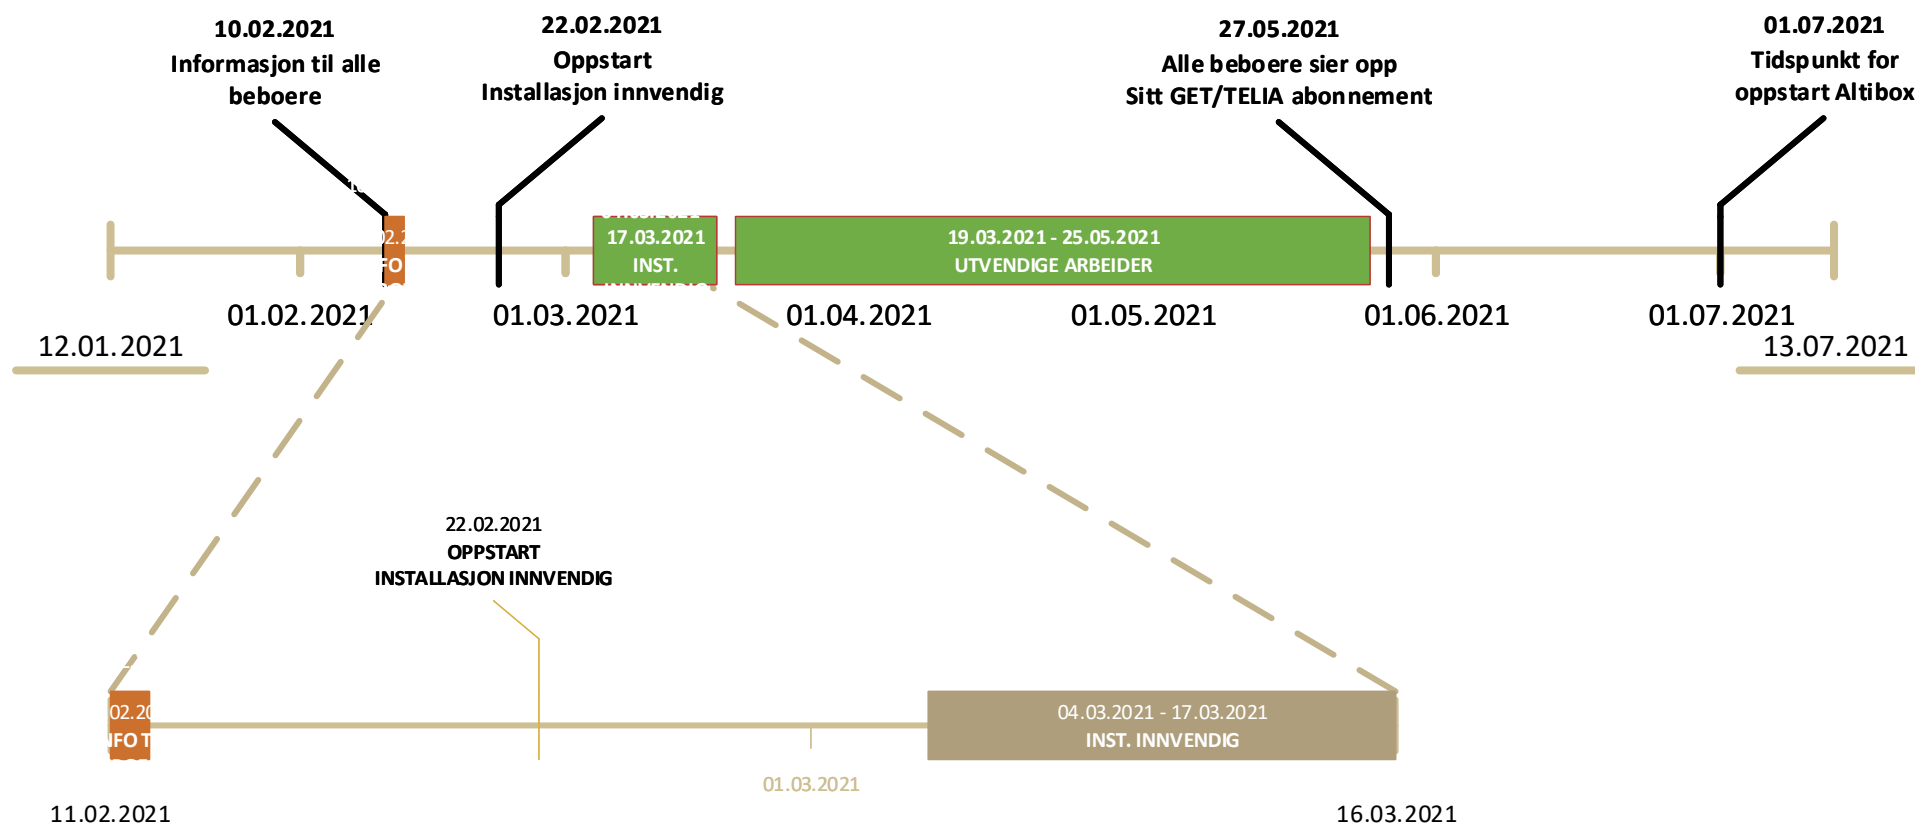 10.02.2021
Informasjon til alle
beboere
22.02.2021
Oppstart
Installasjon innvendig
27.05.2021
Alle beboere sier opp
Sitt GET/TELIA abonnement
01.07.2021
Tidspunkt for
oppstart Altibox
17.03.2021
INST.
INNVENDIG
19.03.2021 - 25.05.2021
UTVENDIGE ARBEIDER
01.02.2021
01.03.2021
01.04.2021
01.05.2021
01.06.2021
01.07.2021
12.01.2021
13.07.2021
22.02.2021
OPPSTART
INSTALLASJON INNVENDIG
04.03.2021 - 17.03.2021
INST. INNVENDIG
01.03.2021
11.02.2021
16.03.2021